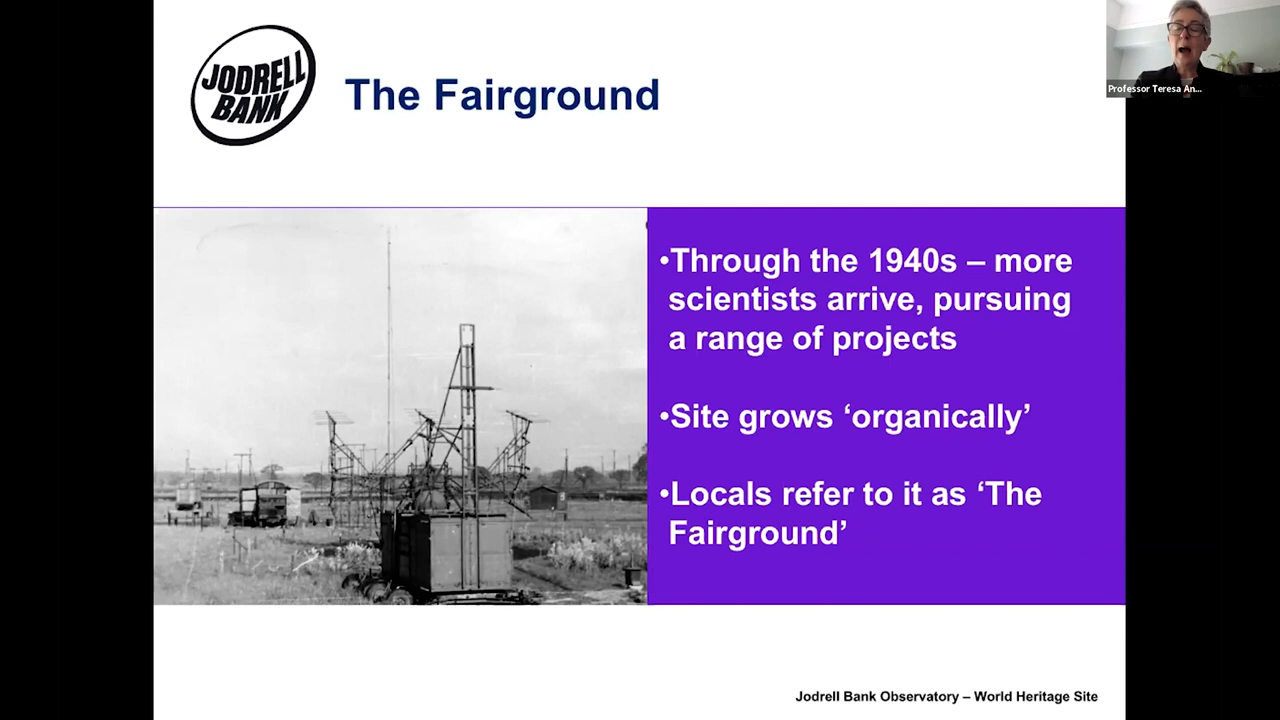 JODRELL
BANK
The Fairground
Professor Teresa An...
•Through the 1940s – more
scientists arrive, pursuing
a range of projects
•Site grows ‘organically’
•Locals refer to it as ‘The
Fairground’
Jodrell Bank Observatory – World Heritage Site